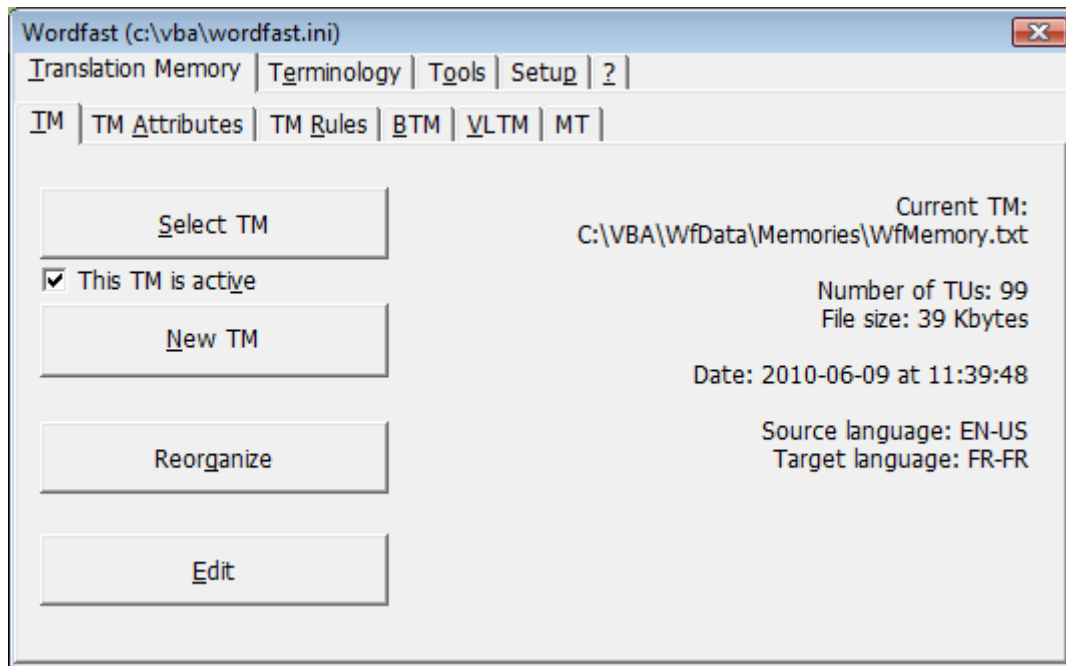 Wordfast (c:\vba\wordfast.ini)
Translation Memory Terminology Tools Setup ?
TM TM Attributes TM Rules BTM VLTM MT
Select TM
This TM is active
New TM
Reorganize
Edit
Current TM:
C:\VBA\WfData\Memories\WfMemory.txt
Number of TUs: 99
File size: 39 Kbytes
Date: 2010-06-09 at 11:39:48
Source language: EN-US
Target language: FR-FR